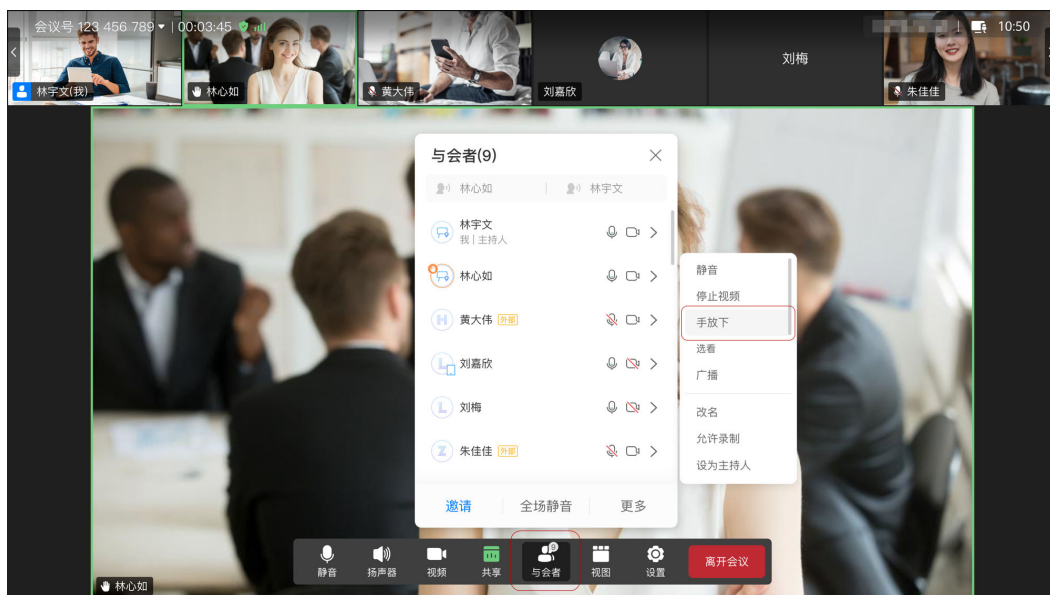 会议号 123 456 789 | 00:03:45
10:50
林宇文(我)
林心如
黄大伟
刘嘉欣
刘梅
朱佳佳
与会者(9)
林心如 | 林宇文
林宇文
我 | 主持人
林心如
H 黄大伟 外部
L 刘嘉欣
L 刘梅
Z 朱佳佳 外部
邀请 全场静音 更多
静音
停止视频
手放下
选看
广播
改名
允许录制
设为主持人
9
静音 扬声器 视频 共享 与会者 视图 设置 离开会议
林心如